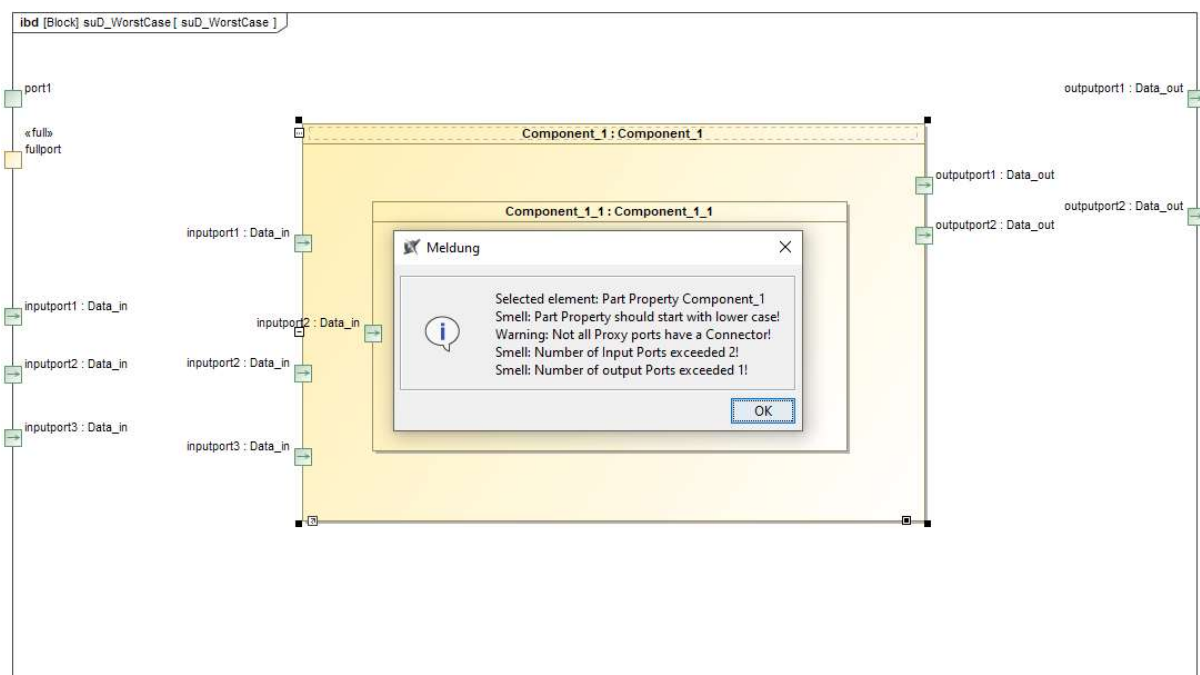 ibd [Block] suD_WorstCase [ suD_WorstCase ]
port1
outputport1 : Data_out
«full»
fullport
Component_1 : Component_1
outputport1 : Data_out
outputport2 : Data_out
Component_1_1 : Component_1_1
outputport2 : Data_out
inputport1 : Data_in
Meldung
Selected element: Part Property Component_1
Smell: Part Property should start with lower case!
Warning: Not all Proxy ports have a Connector!
Smell: Number of Input Ports exceeded 2!
Smell: Number of output Ports exceeded 1!
OK
inputport1 : Data_in
inputport2 : Data_in
inputport2 : Data_in
inputport2 : Data_in
inputport3 : Data_in
inputport3 : Data_in